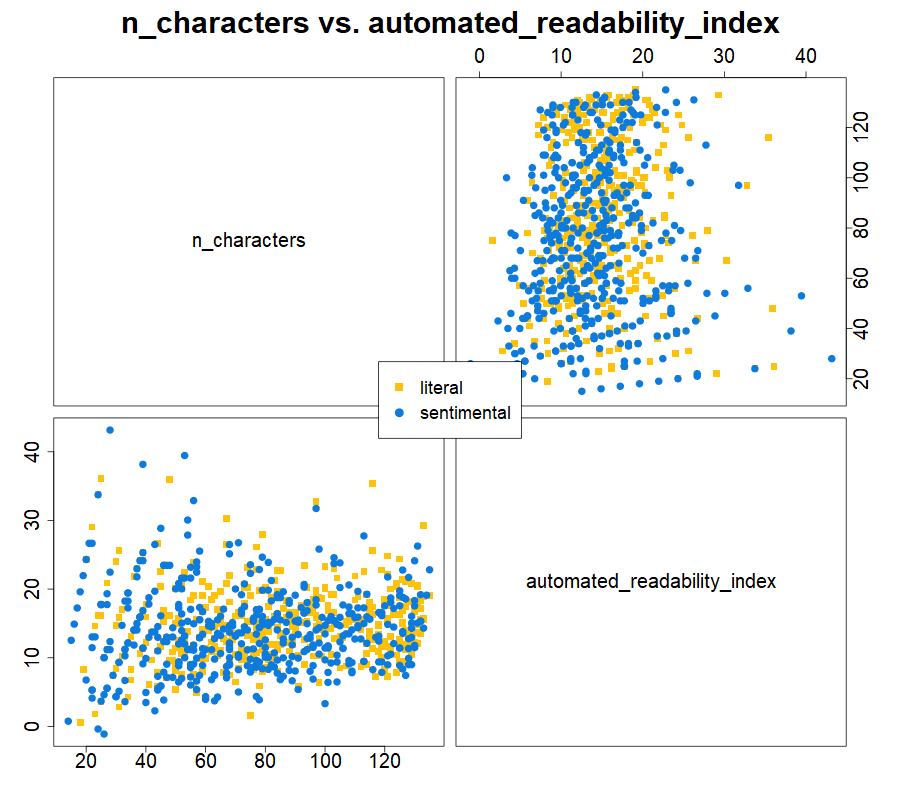 n_characters vs. automated_readability_index
0 10 20 30 40
n_characters
120
100
80
60
40
20
literal
sentimental
40
30
20
10
0
automated_readability_index
20 40 60 80 100 120